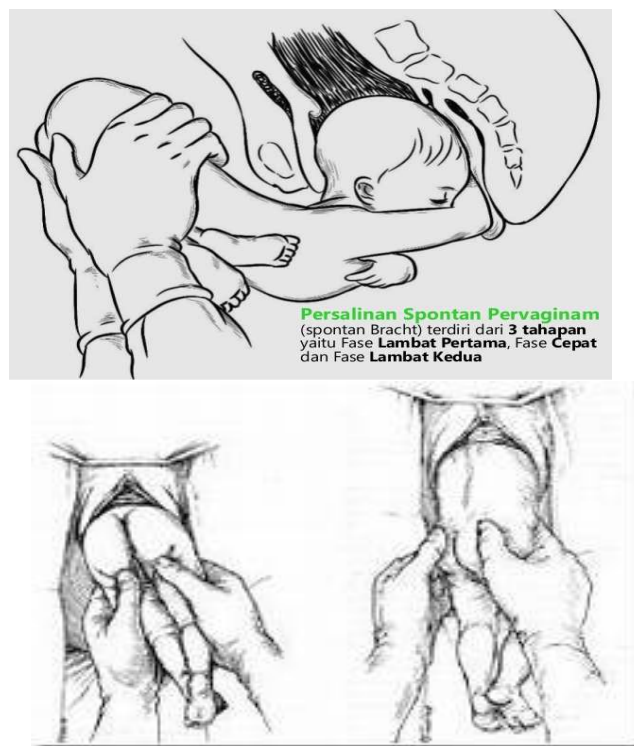 Persalinan Spontan Pervaginam
(spontan Bracht) terdiri dari 3 tahapan
yaitu Fase Lambat Pertama, Fase Cepat
dan Fase Lambat Kedua